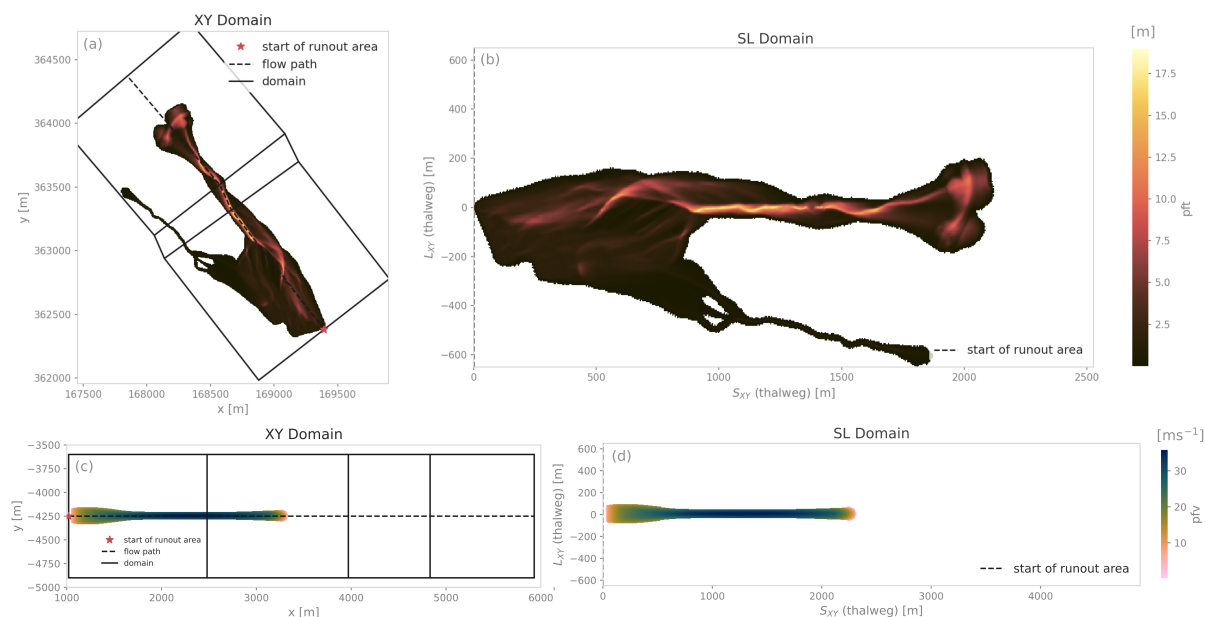 XY Domain
(a)
start of runout area
flow path
domain
y [m]
364500
364000
363500
363000
362500
362000
167500 168000 168500 169000 169500
x [m]
SL Domain
(b)
L_XY (thalweg) [m]
600
400
200
0
−200
−400
−600
start of runout area
0 500 1000 1500 2000 2500
S_XY (thalweg) [m]
[m]
17.5
15.0
12.5
10.0
7.5
5.0
2.5
pft
XY Domain
(c)
y [m]
−3500
−3750
−4000
−4250
−4500
−4750
−5000
start of runout area
flow path
domain
1000 2000 3000 4000 5000 6000
x [m]
SL Domain
(d)
L_XY (thalweg) [m]
600
400
200
0
−200
−400
−600
start of runout area
0 1000 2000 3000 4000
S_XY (thalweg) [m]
[ms⁻¹]
30
20
10
pfv